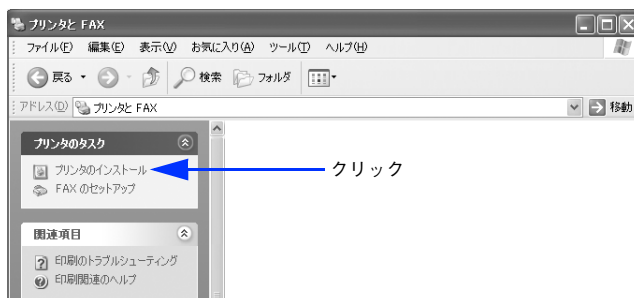 プリンタと FAX
ファイル(F) 編集(E) 表示(V) お気に入り(A) ツール(T) ヘルプ(H)
戻る 検索 フォルダ
アドレス(D) プリンタと FAX 移動
プリンタのタスク
プリンタのインストール クリック
FAX のセットアップ
関連項目
印刷のトラブルシューティング
印刷関連のヘルプ